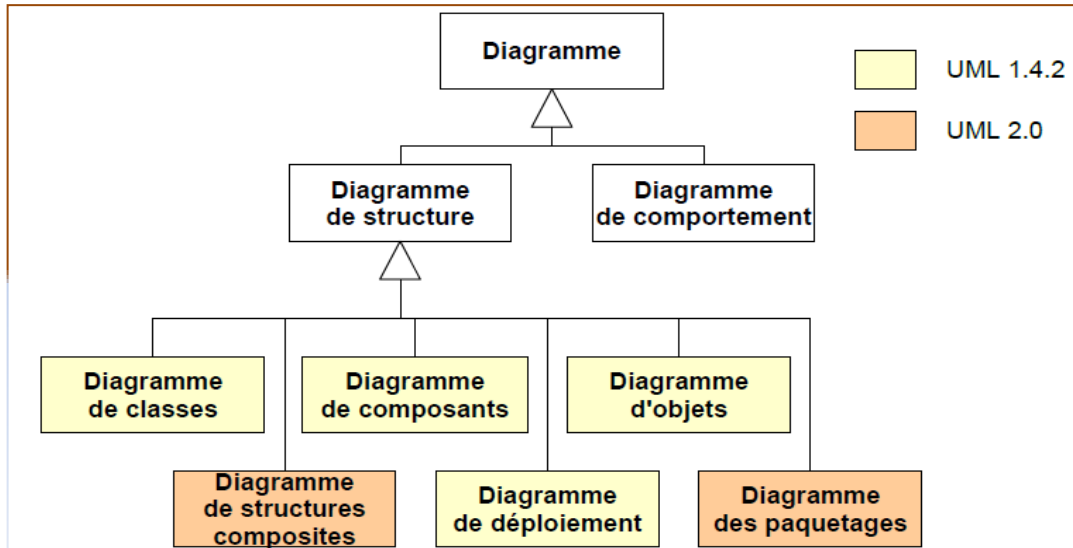 Diagramme
UML 1.4.2
UML 2.0
Diagramme
de structure
Diagramme
de comportement
Diagramme
de classes
Diagramme
de composants
Diagramme
d'objets
Diagramme
de structures
composites
Diagramme
de déploiement
Diagramme
des paquetages